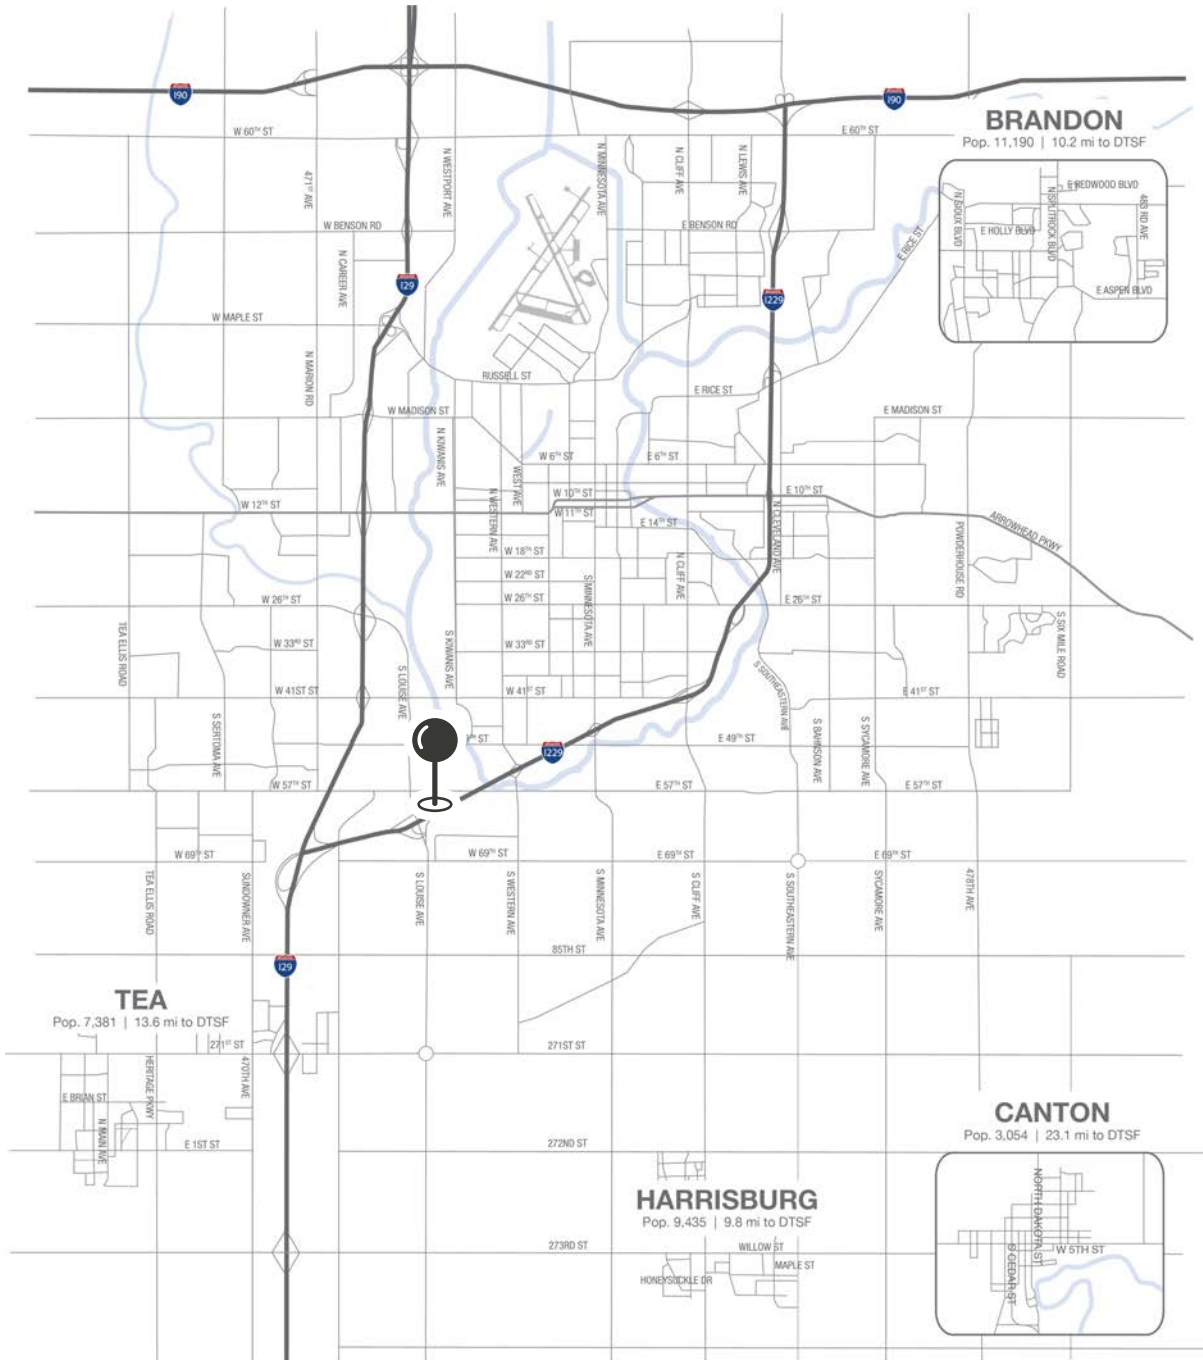 190
190
BRANDON
Pop. 11,190 | 10.2 mi to DTSF
W 60TH ST
E 60TH ST
N WESTPORT AVE
N MINNESOTA AVE
N CLIFF AVE
N LEWIS AVE
471ST AVE
E REDWOOD BLVD
N SIOUX BLVD
N SPLITROCK BLVD
483 RD AVE
E HOLLY BLVD
E ASPEN BLVD
W BENSON RD
E BENSON RD
E RICE ST
N CAREER AVE
129
1229
W MAPLE ST
N MARION RD
RUSSELL ST
E RICE ST
W MADISON ST
E MADISON ST
N KIWANIS AVE
W 6TH ST
E 6TH ST
WEST AVE
N WESTERN AVE
W 10TH ST
E 10TH ST
W 12TH ST
W 11TH ST
E 14TH ST
N CLEVELAND AVE
POWDERHOUSE RD
ARROWHEAD PKWY
W 18TH ST
N CLIFF AVE
W 22ND ST
S MINNESOTA AVE
W 26TH ST
W 26TH ST
E 26TH ST
TEA ELLIS ROAD
S SIX MILE ROAD
W 33RD ST
S KIWANIS AVE
W 33RD ST
S LOUISE AVE
S SOUTHEASTERN AVE
W 41ST ST
W 41ST ST
E 41ST ST
S SERTOMA AVE
S BAHNSON AVE
S SYCAMORE AVE
ST
E 49TH ST
1229
W 57TH ST
E 57TH ST
E 57TH ST
W 69TH ST
W 69TH ST
E 69TH ST
E 69TH ST
TEA ELLIS ROAD
SUNDOWNER AVE
S LOUISE AVE
S WESTERN AVE
S MINNESOTA AVE
S CLIFF AVE
S SOUTHEASTERN AVE
SYCAMORE AVE
478TH AVE
85TH ST
129
TEA
Pop. 7,381 | 13.6 mi to DTSF
271ST ST
271ST ST
HERITAGE PKWY
470TH AVE
E BRIAN ST
N MAIN AVE
E 1ST ST
272ND ST
CANTON
Pop. 3,054 | 23.1 mi to DTSF
NORTH DAKOTA ST
W 5TH ST
S CEDAR ST
HARRISBURG
Pop. 9,435 | 9.8 mi to DTSF
273RD ST
WILLOW ST
MAPLE ST
HONEYSUCKLE DR